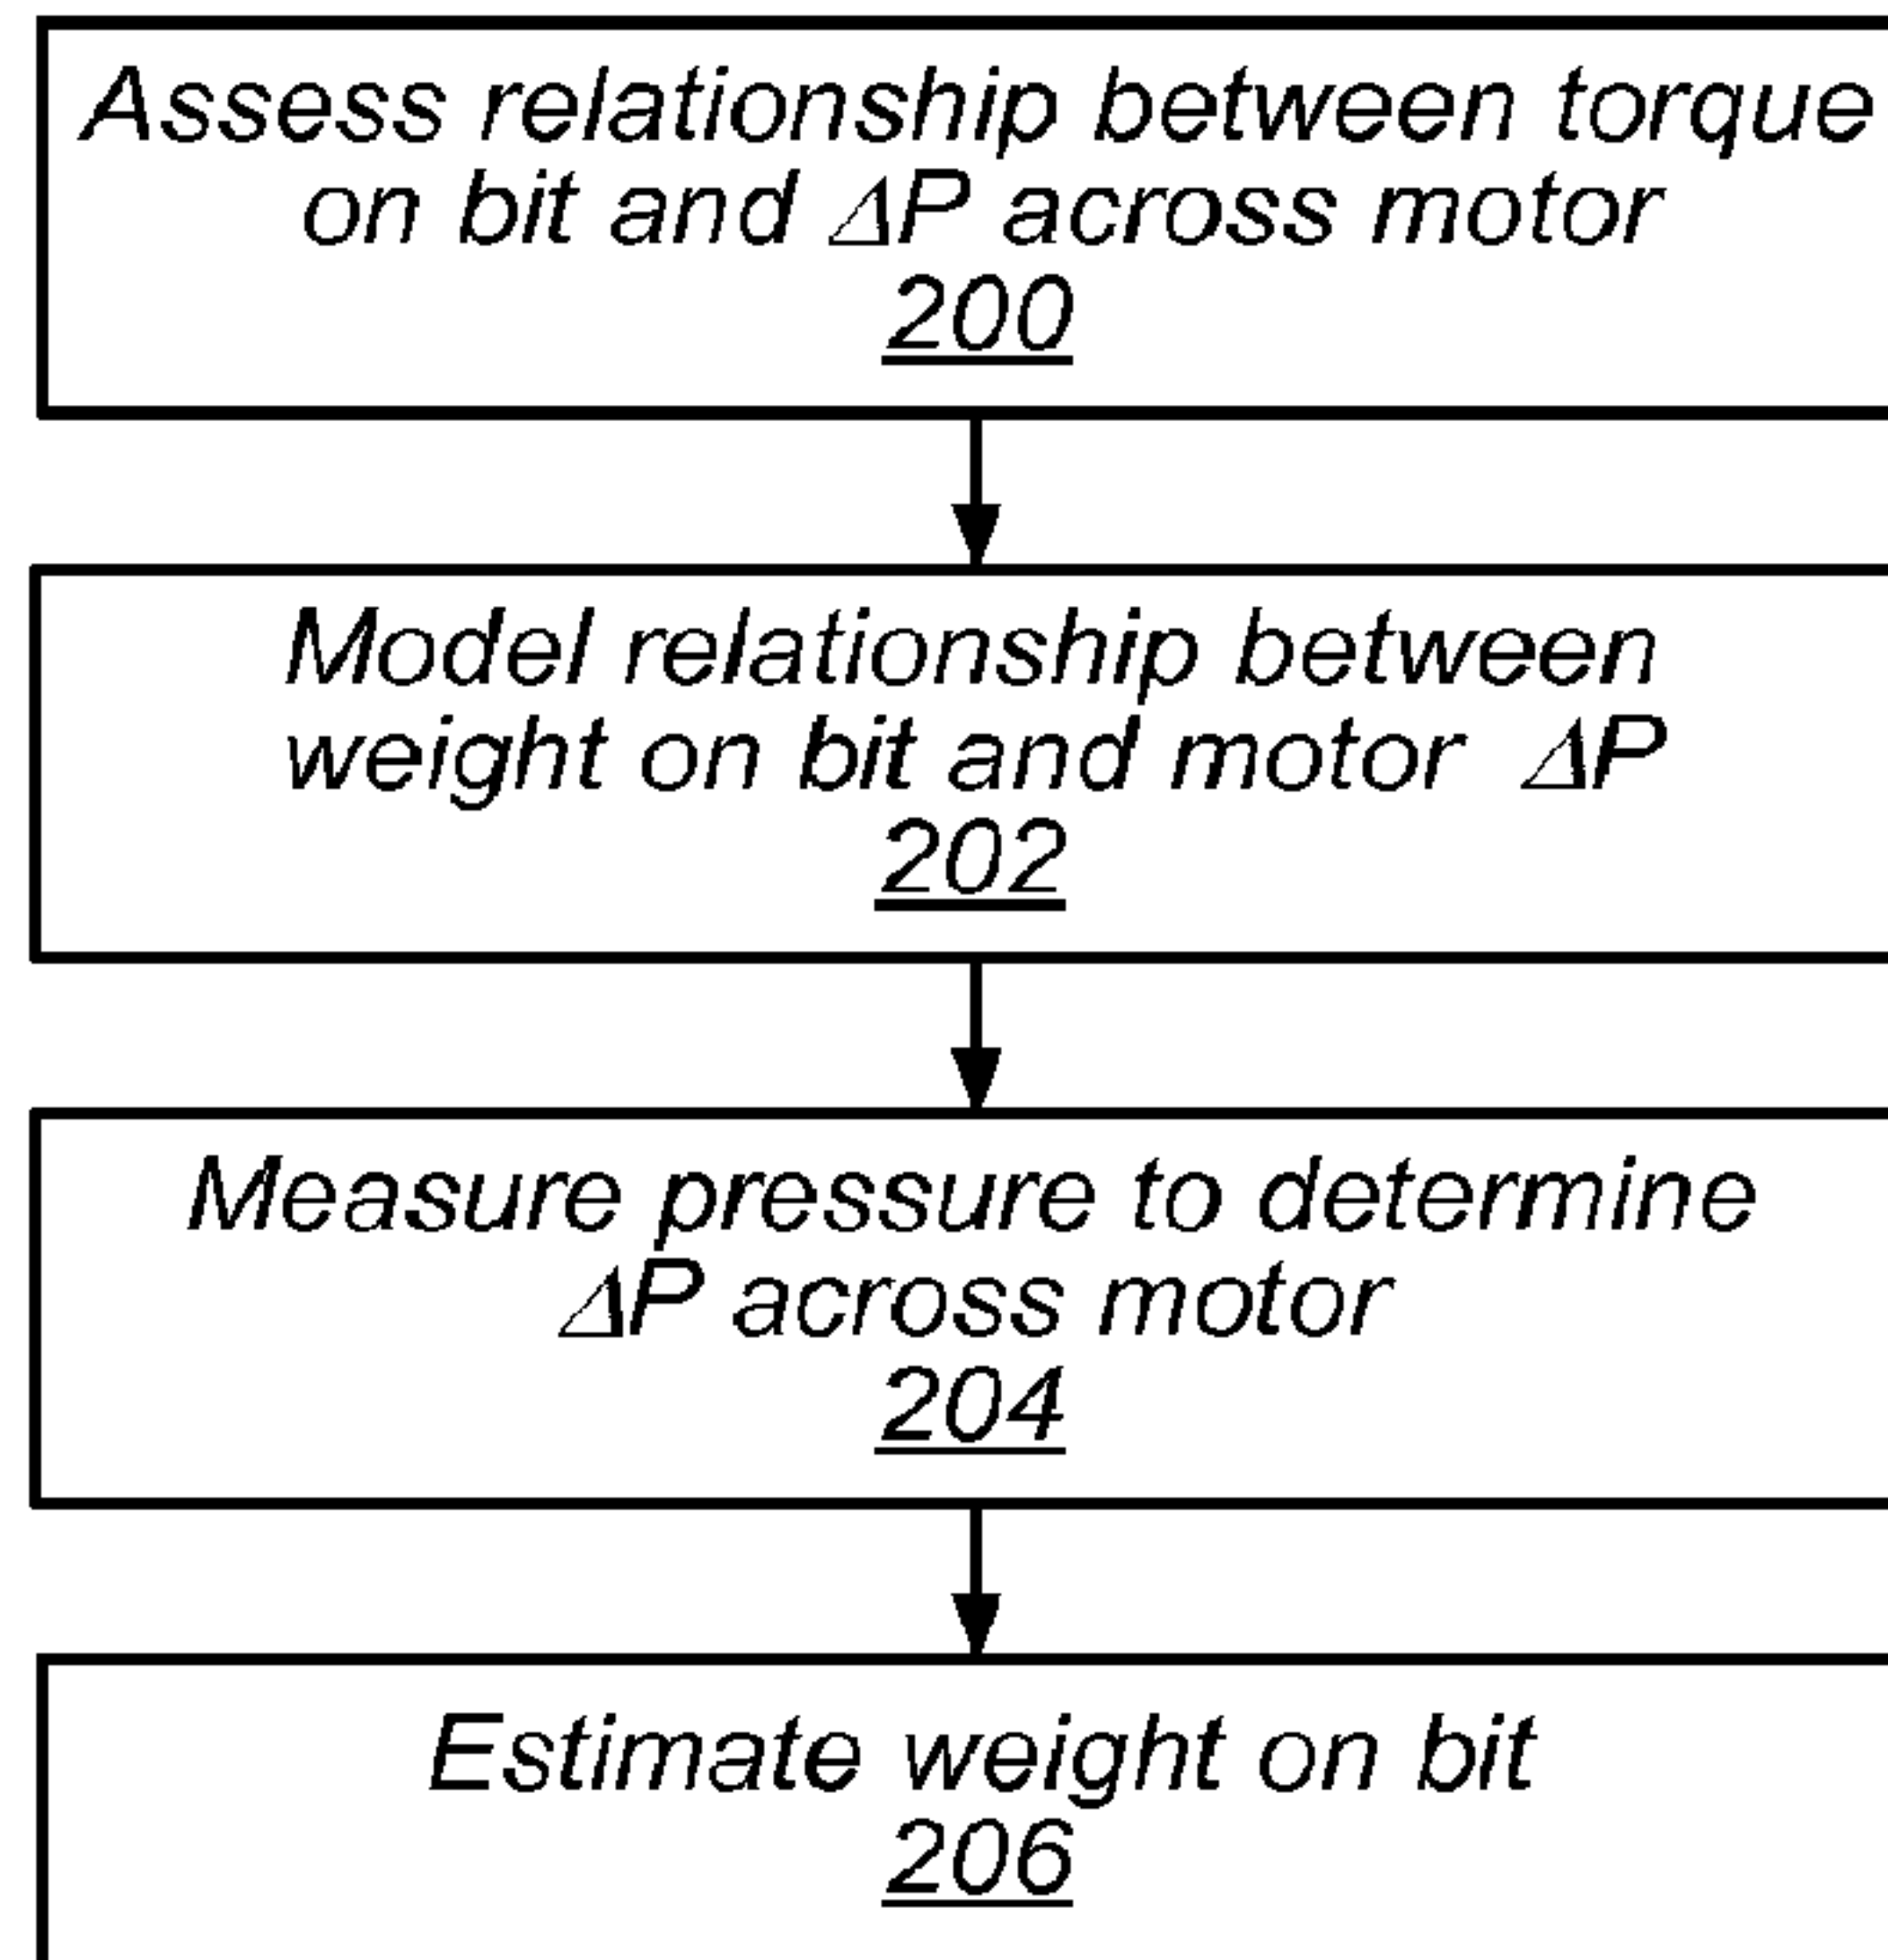 Assess relationship between torque
on bit and ΔP across motor
200
Model relationship between
weight on bit and motor ΔP
202
Measure pressure to determine
ΔP across motor
204
Estimate weight on bit
206